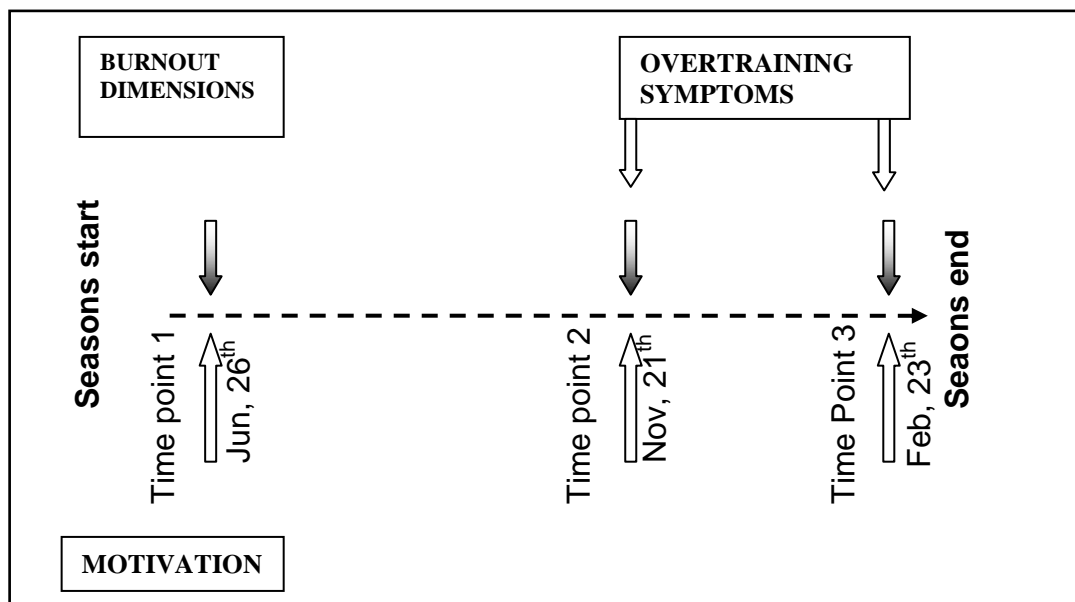 BURNOUT
DIMENSIONS
OVERTRAINING
SYMPTOMS
Seasons start
Time point 1
Jun, 26th
Time point 2
Nov, 21th
Time Point 3
Feb, 23th
Seaons end
MOTIVATION